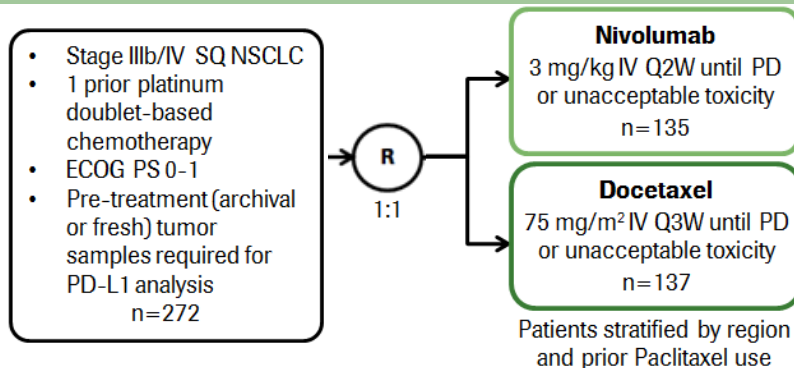 • Stage IIIb/IV SQ NSCLC
• 1 prior platinum
doublet-based
chemotherapy
• ECOG PS 0-1
• Pre-treatment (archival
or fresh) tumor
samples required for
PD-L1 analysis
n=272
R
1:1
Nivolumab
3 mg/kg IV Q2W until PD
or unacceptable toxicity
n=135
Docetaxel
75 mg/m² IV Q3W until PD
or unacceptable toxicity
n=137
Patients stratified by region
and prior Paclitaxel use